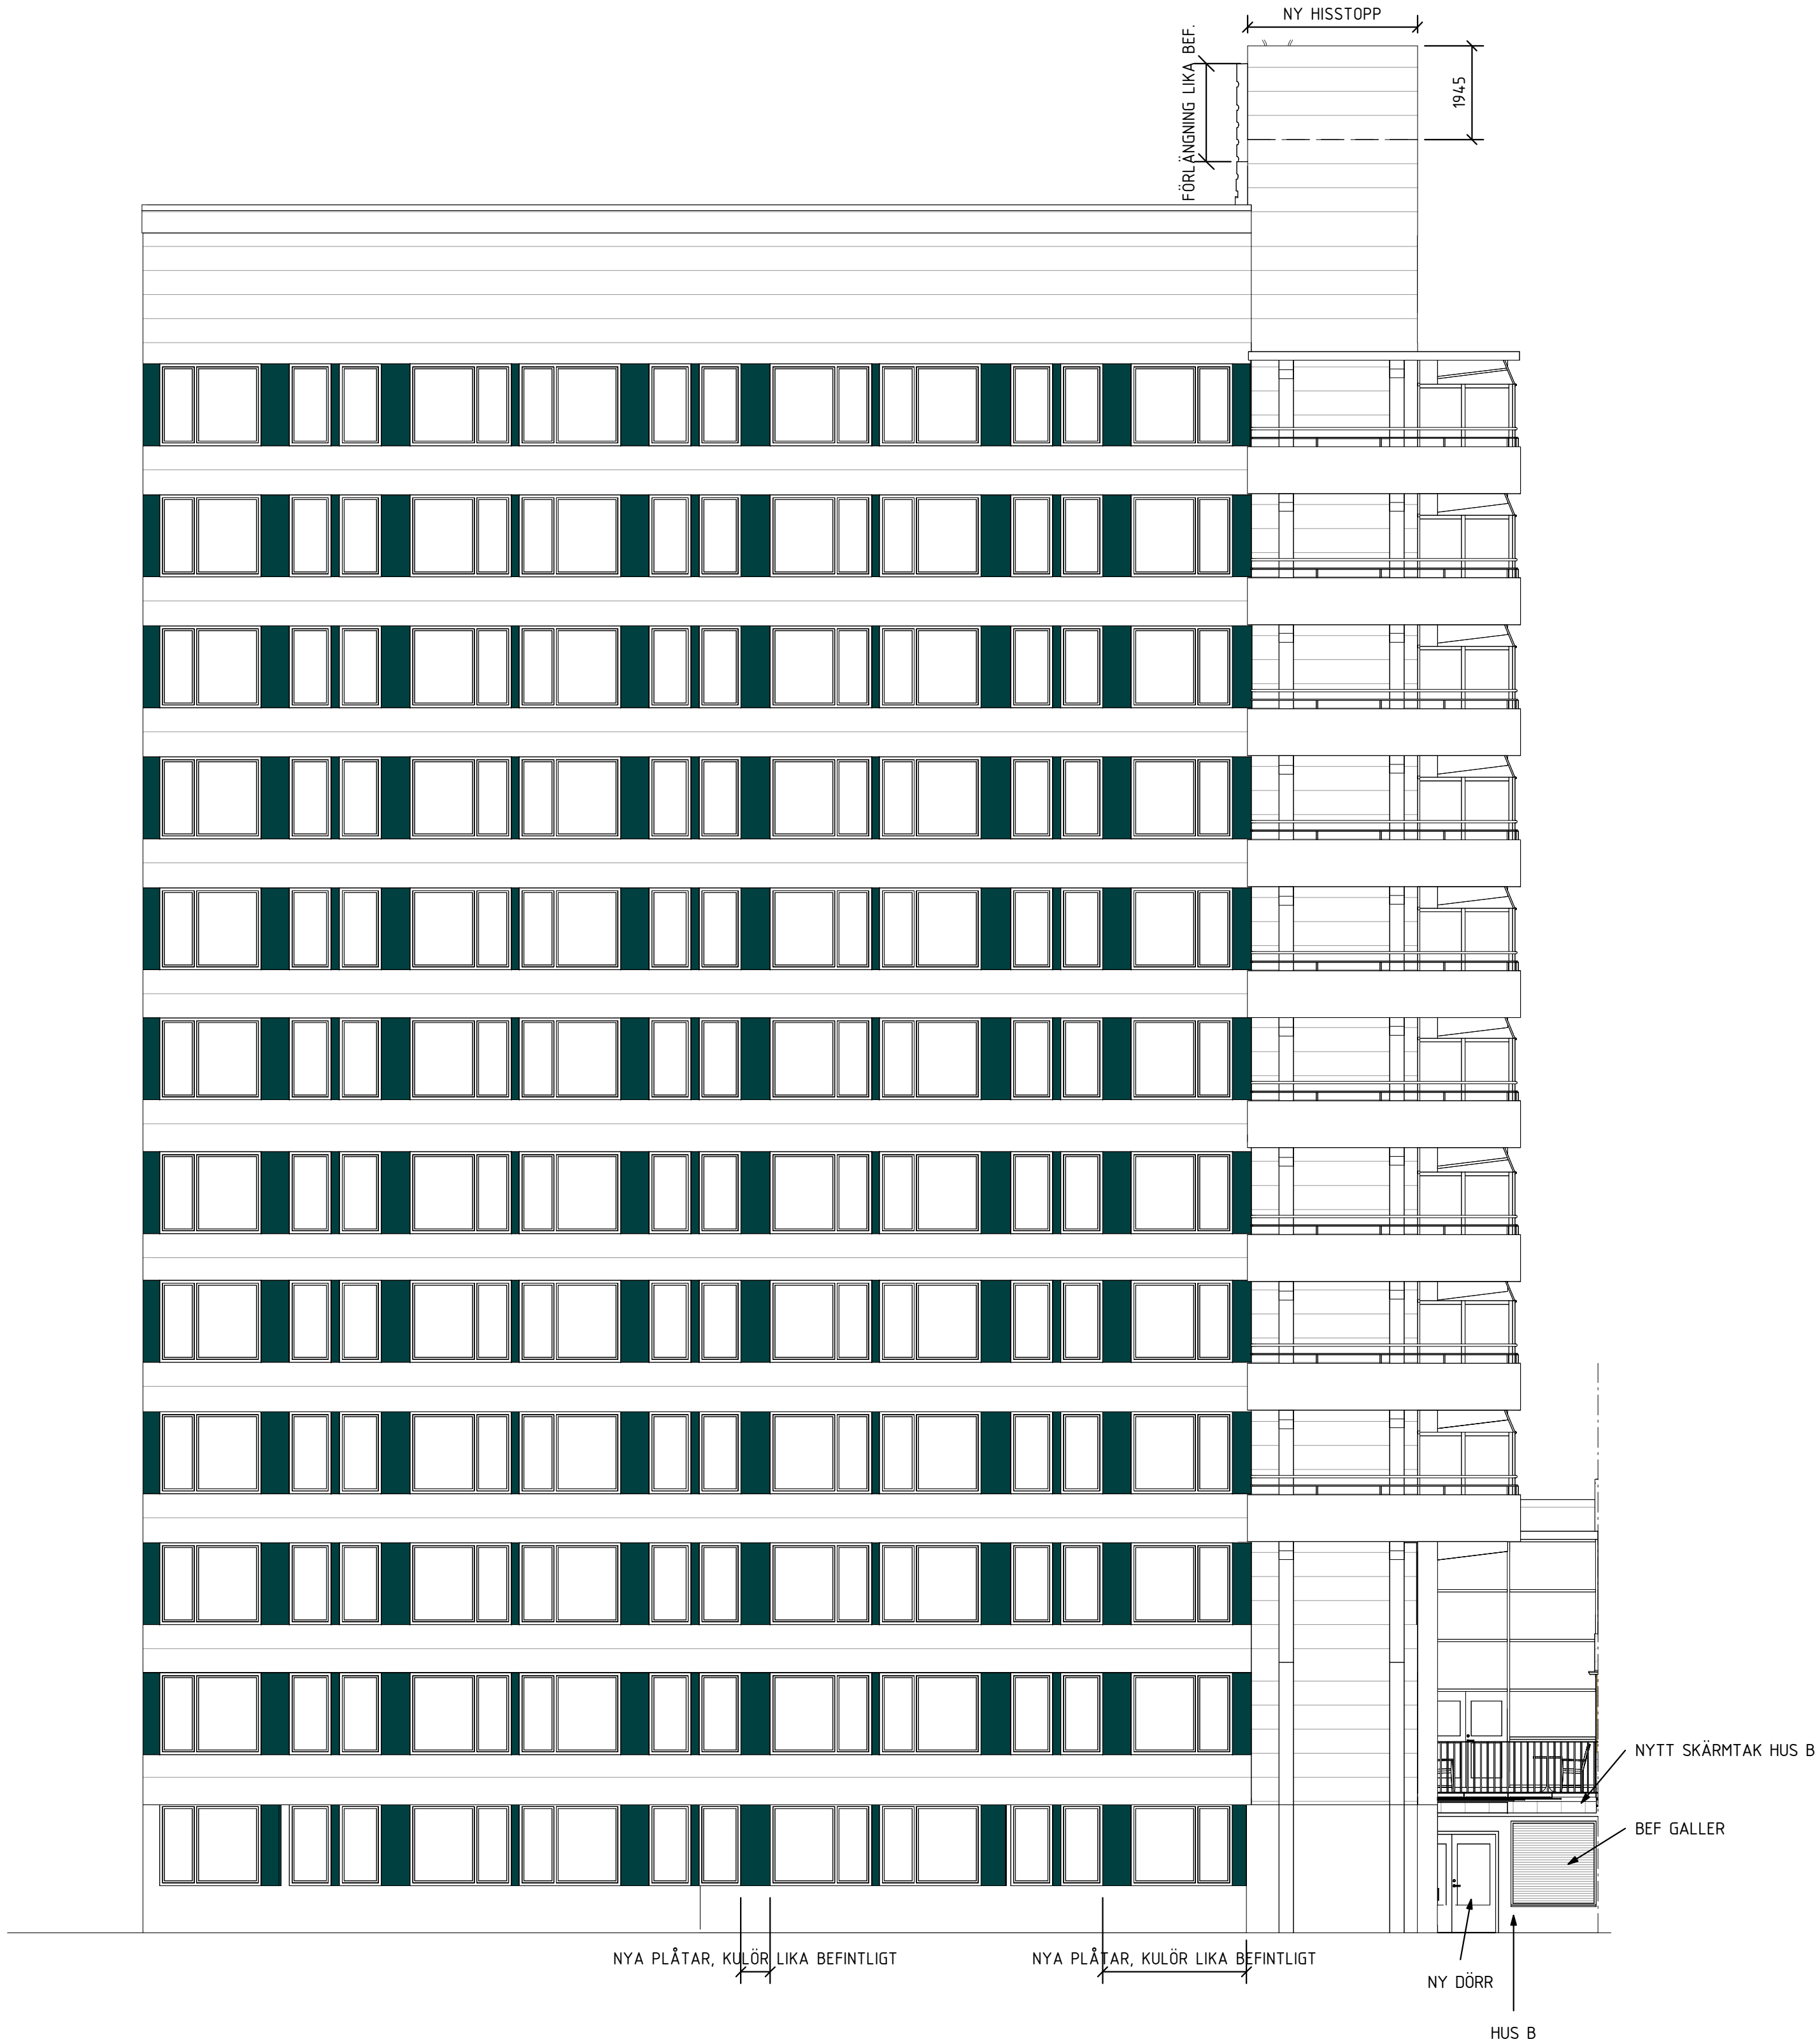 NY HISSTOPP
FÖRLÄNGNING LIKA BEF.
1945
NYTT SKÄRMTAK HUS B
BEF GALLER
NYA PLÅTAR, KULÖR LIKA BEFINTLIGT
NYA PLÅTAR, KULÖR LIKA BEFINTLIGT
NY DÖRR
HUS B